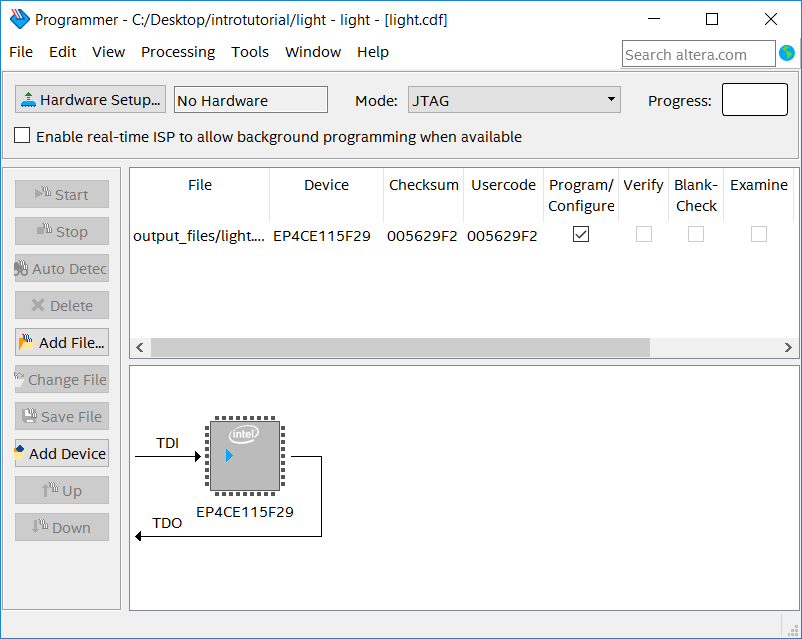 Programmer - C:/Desktop/introtutorial/light - light - [light.cdf]
File Edit View Processing Tools Window Help
Search altera.com
Hardware Setup... No Hardware Mode: JTAG Progress:
Enable real-time ISP to allow background programming when available
Start
Stop
Auto Detec
Delete
Add File...
Change File
Save File
Add Device
Up
Down
File Device Checksum Usercode Program/ Verify Blank- Examine
Configure Check
output_files/light.... EP4CE115F29 005629F2 005629F2
intel
TDI
EP4CE115F29
TDO